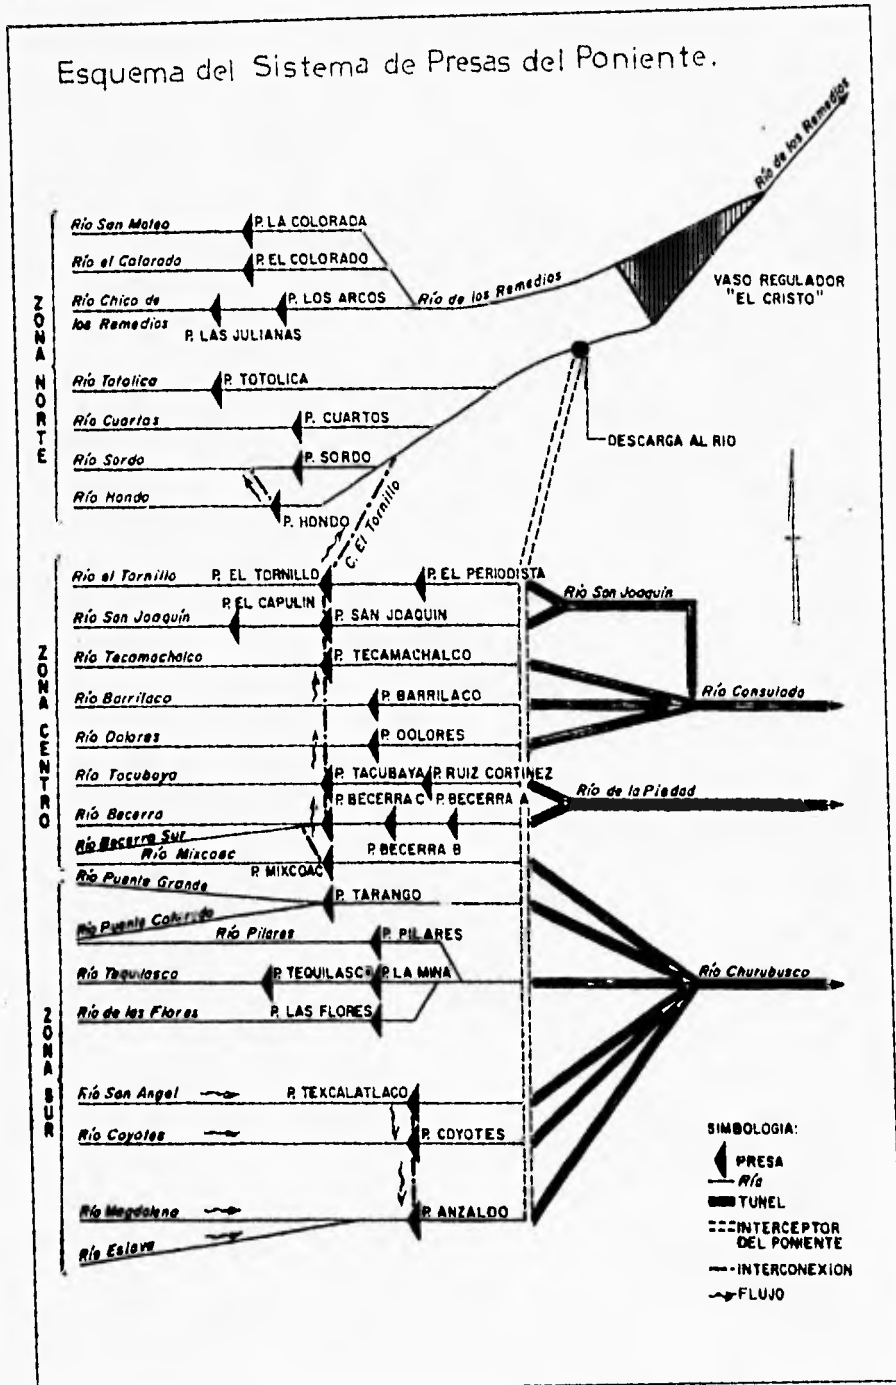 Esquema del Sistema de Presas del Poniente.
Río de los Remedios
ZONA NORTE
Río San Mateo
P. LA COLORADA
Río el Colorado
P. EL COLORADO
Río Chico de
los Remedios
P. LOS ARCOS
P. LAS JULIANAS
Río de los Remedios
VASO REGULADOR
"EL CRISTO"
Río Totolica
P. TOTOLICA
Río Cuartos
P. CUARTOS
DESCARGA AL RIO
Río Sordo
P. SORDO
Río Hondo
P. HONDO
C. El Tornillo
ZONA CENTRO
Río el Tornillo
P. EL TORNILLO
P. EL PERIODISTA
Río San Joaquín
P. EL CAPULIN
Río San Joaquín
P. SAN JOAQUIN
Río Tecamachalco
P. TECAMACHALCO
Río Barrilaco
P. BARRILACO
Río Consulado
Río Dolores
P. DOLORES
Río Tacubaya
P. TACUBAYA
P. RUIZ CORTINEZ
P. BECERRA C
P. BECERRA A
Río de la Piedad
Río Becerra
Río Becerra Sur
P. BECERRA B
Río Mixcoac
P. MIXCOAC
ZONA SUR
Río Puente Grande
P. TARANGO
Río Puente Colorado
Río Pilares
P. PILARES
Río Tequilasco
P. TEQUILASCO
P. LA MINA
Río Churubusco
Río de las Flores
P. LAS FLORES
Río San Angel
P. TEXCALATLACO
Río Coyotes
P. COYOTES
Río Magdalena
P. ANZALDO
Río Eslava
SIMBOLOGIA:
PRESA
Río
TUNEL
INTERCEPTOR
DEL PONIENTE
INTERCONEXION
FLUJO